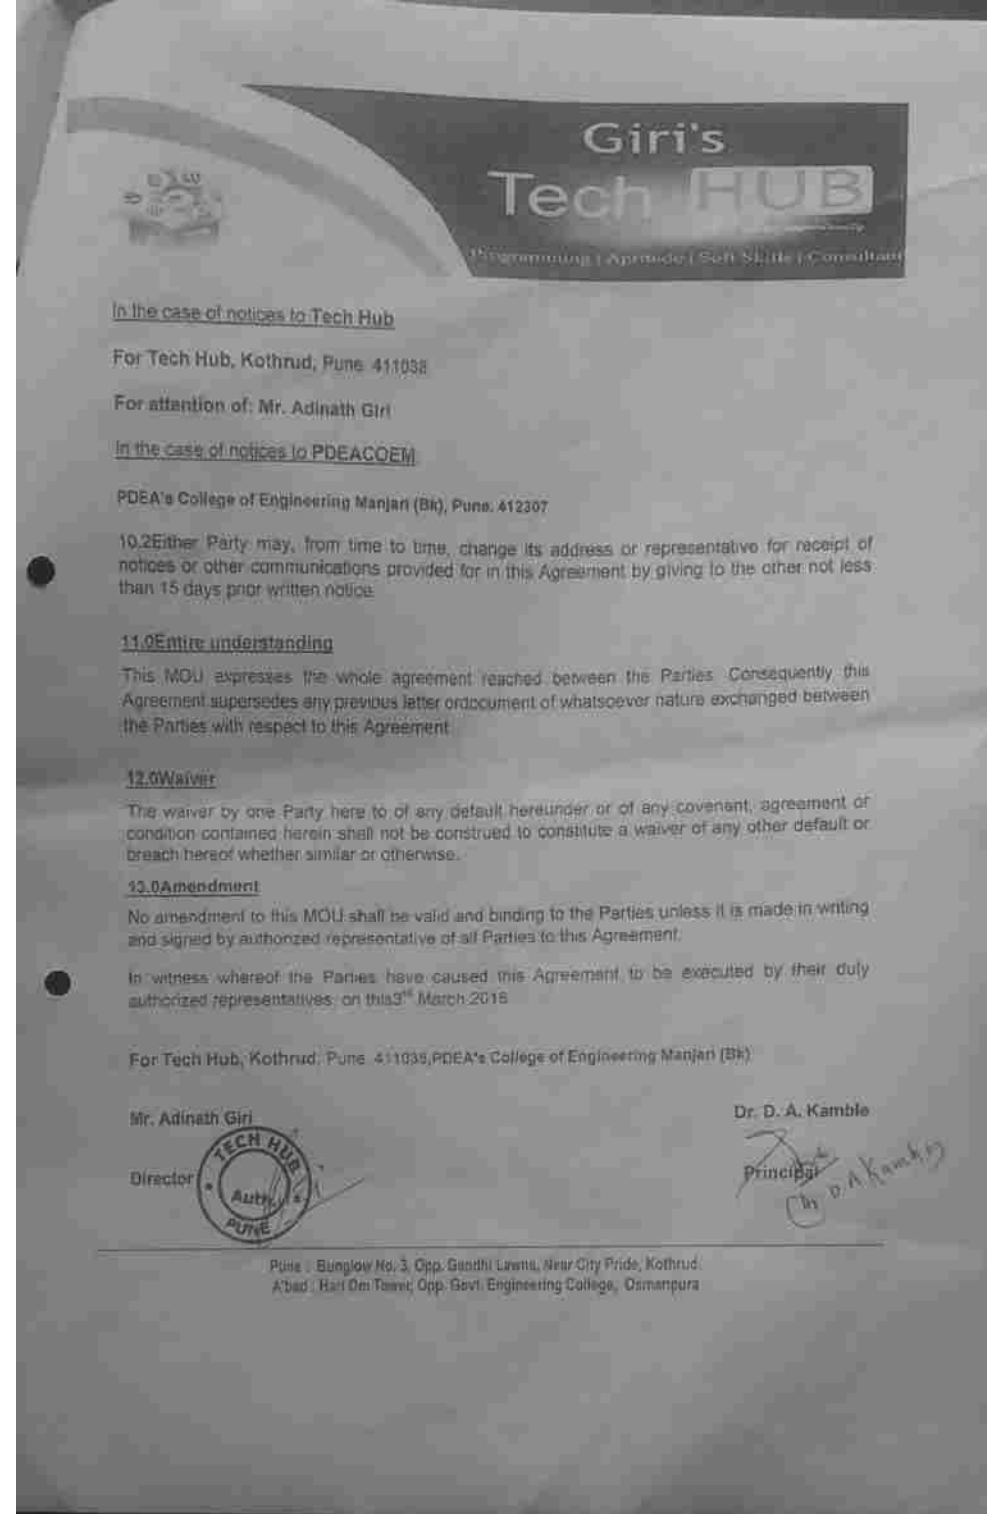 Giri's
Tech HUB
Programming | Aptitude | Soft Skills | Consultant
In the case of notices to Tech Hub
For Tech Hub, Kothrud, Pune. 411038
For attention of: Mr. Adinath Giri
In the case of notices to PDEACOEM
PDEA's College of Engineering Manjari (Bk), Pune. 412307
10.2Either Party may, from time to time, change its address or representative for receipt of
notices or other communications provided for in this Agreement by giving to the other not less
than 15 days prior written notice.
11.0Entire understanding
This MOU expresses the whole agreement reached between the Parties. Consequently this
Agreement supersedes any previous letter ordocument of whatsoever nature exchanged between
the Parties with respect to this Agreement.
12.0Waiver
The waiver by one Party here to of any default hereunder or of any covenant, agreement or
condition contained herein shall not be construed to constitute a waiver of any other default or
breach hereof whether similar or otherwise.
13.0Amendment
No amendment to this MOU shall be valid and binding to the Parties unless it is made in writing
and signed by authorized representative of all Parties to this Agreement.
In witness whereof the Parties have caused this Agreement to be executed by their duly
authorized representatives, on this3rd March
For Tech Hub, Kothrud, Pune. 411038,PDEA's College of Engineering Manjari (Bk)
Mr. Adinath Giri
Dr. D. A. Kamble
TECH HUB
Director
Auth.
PUNE
Principal
(Dr D. A Kamble)
Pune : Bunglow No. 3, Opp. Gandhi Lawns, Near City Pride, Kothrud.
A'bad : Hari Om Tower, Opp. Govt. Engineering College, Osmanpura